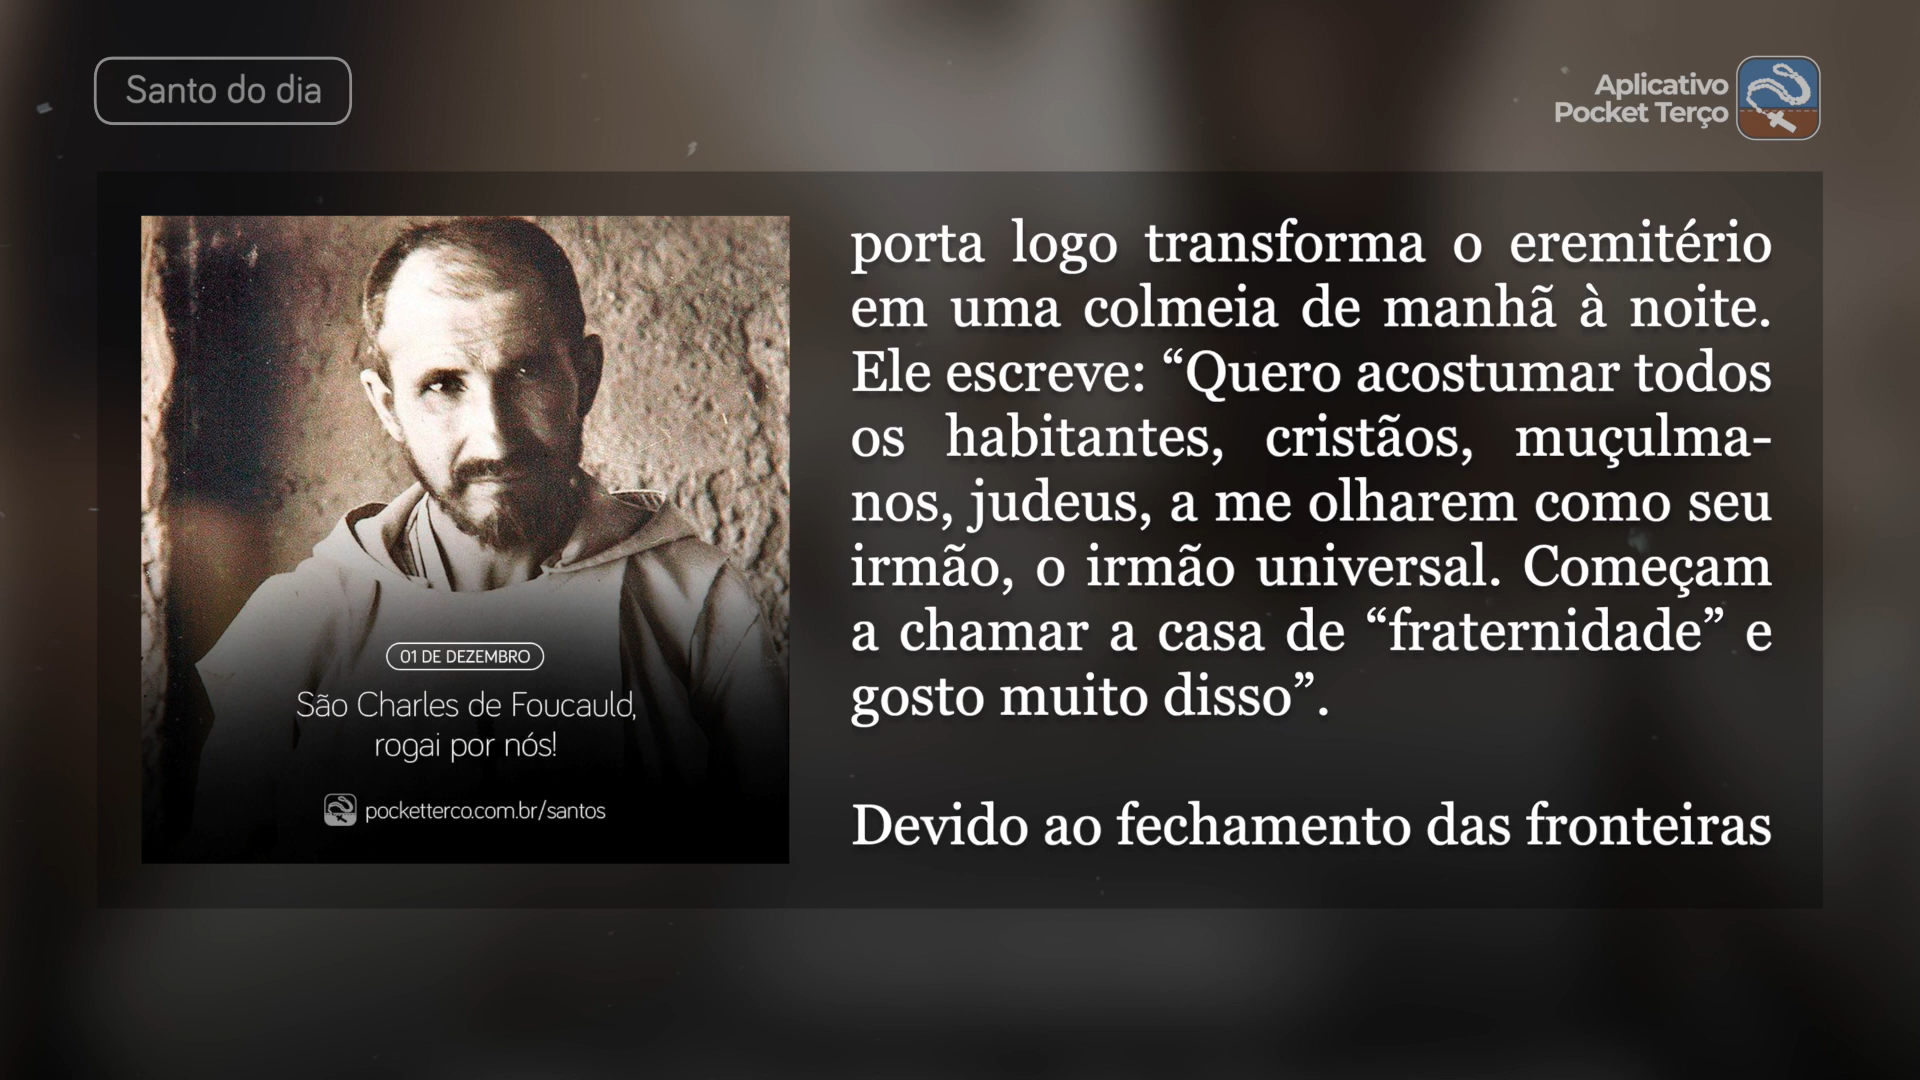 Santo do dia
Aplicativo
Pocket Terço
porta logo transforma o eremitério
em uma colmeia de manhã à noite.
Ele escreve: “Quero acostumar todos
os habitantes, cristãos, muçulma-
nos, judeus, a me olharem como seu
irmão, o irmão universal. Começam
a chamar a casa de “fraternidade” e
gosto muito disso”.
Devido ao fechamento das fronteiras
01 DE DEZEMBRO
São Charles de Foucauld,
rogai por nós!
pocketterco.com.br/santos